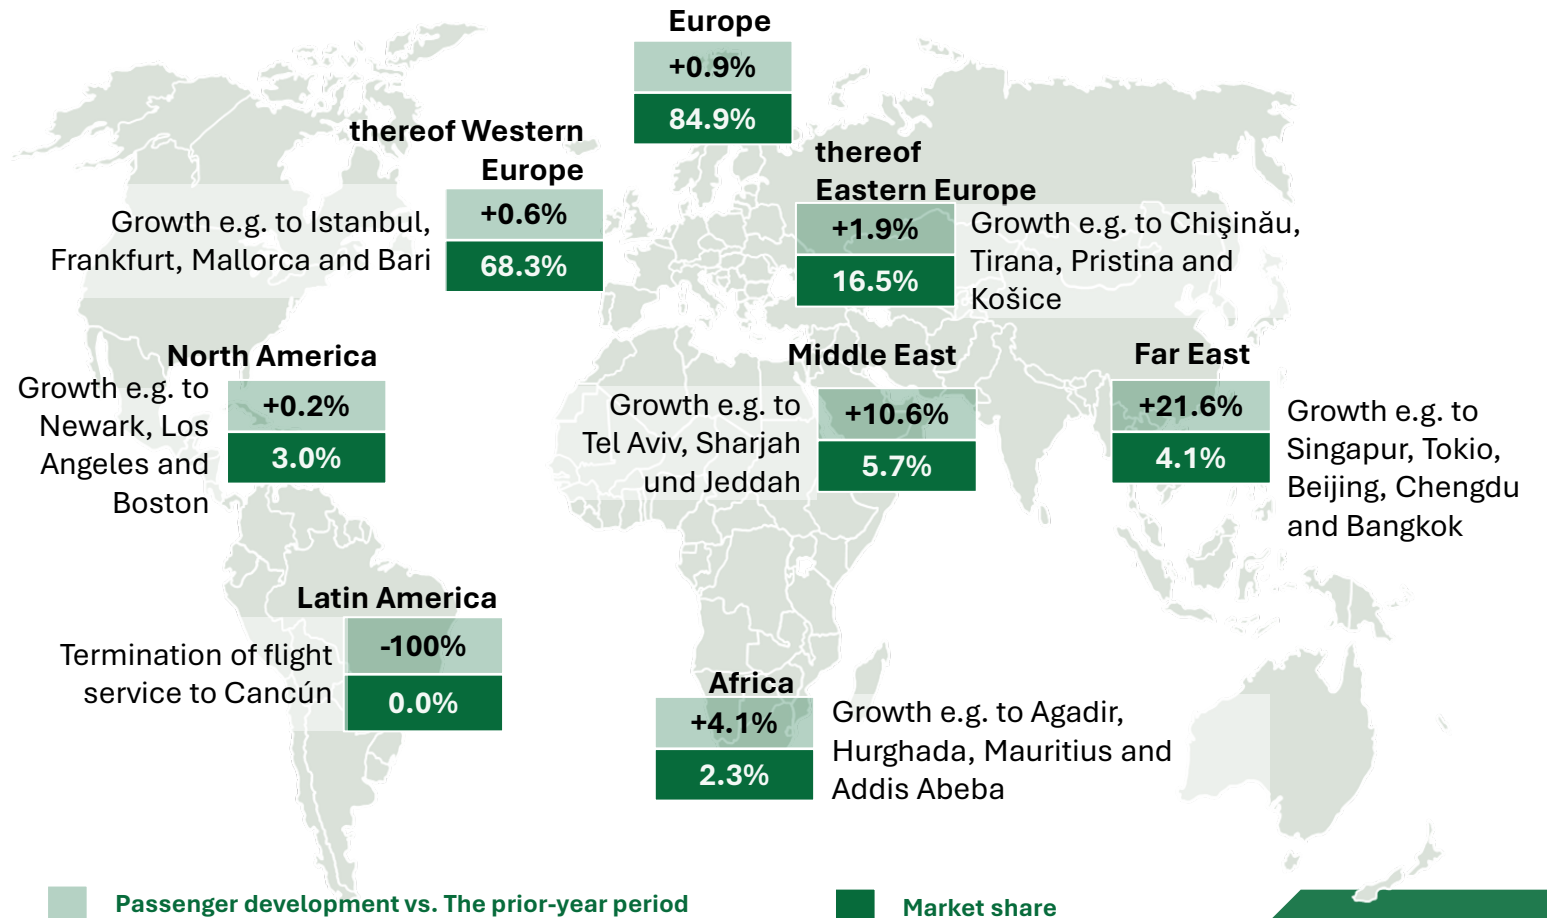 Europe
+0.9%
84.9%
thereof Western
Europe
+0.6%
68.3%
Growth e.g. to Istanbul,
Frankfurt, Mallorca and Bari
thereof
Eastern Europe
+1.9%
16.5%
Growth e.g. to Chişinău,
Tirana, Pristina and
Košice
North America
+0.2%
3.0%
Growth e.g. to
Newark, Los
Angeles and
Boston
Middle East
+10.6%
5.7%
Growth e.g. to
Tel Aviv, Sharjah
und Jeddah
Far East
+21.6%
4.1%
Growth e.g. to
Singapur, Tokio,
Beijing, Chengdu
and Bangkok
Latin America
-100%
0.0%
Termination of flight
service to Cancún
Africa
+4.1%
2.3%
Growth e.g. to Agadir,
Hurghada, Mauritius and
Addis Abeba
Passenger development vs. The prior-year period
Market share